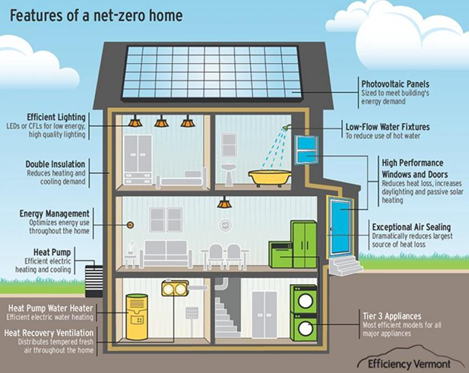 Features of a net-zero home
Photovoltaic Panels
Sized to meet building's
energy demand
Efficient Lighting
LEDs or CFLs for low energy,
high quality lighting
Low-Flow Water Fixtures
To reduce use of hot water
Double Insulation
Reduces heating and
cooling demand
High Performance
Windows and Doors
Reduces heat loss, increases
daylighting and passive solar
heating
Energy Management
Optimizes energy use
throughout the home
Exceptional Air Sealing
Dramatically reduces largest
source of heat loss
Heat Pump
Efficient electric
heating and cooling
Heat Pump Water Heater
Efficient electric water heating
Heat Recovery Ventilation
Distributes tempered fresh
air throughout the home
Tier 3 Appliances
Most efficient models for all
major appliances
Efficiency Vermont